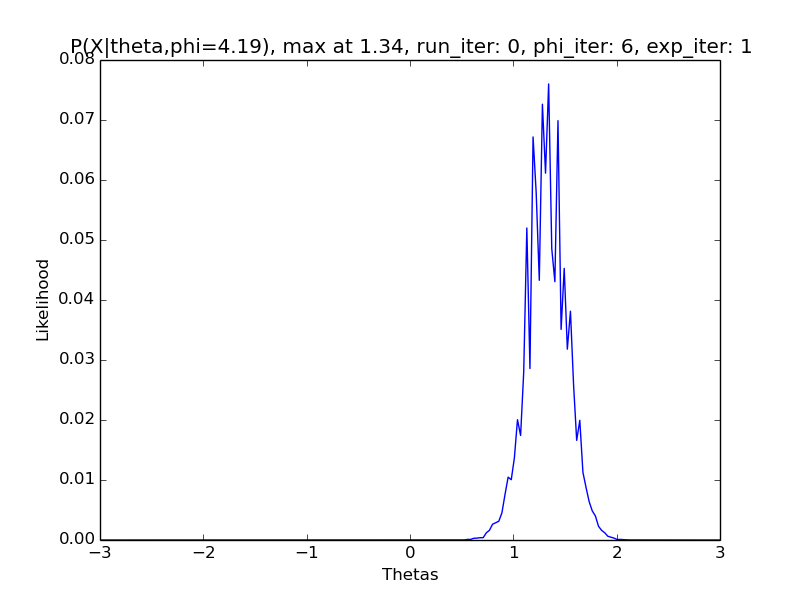 P(X|theta,phi=4.19), max at 1.34, run_iter: 0, phi_iter: 6, exp_iter: 1
0.08
0.07
0.06
0.05
0.04
0.03
0.02
0.01
0.00
Likelihood
−3 −2 −1 0 1 2 3
Thetas